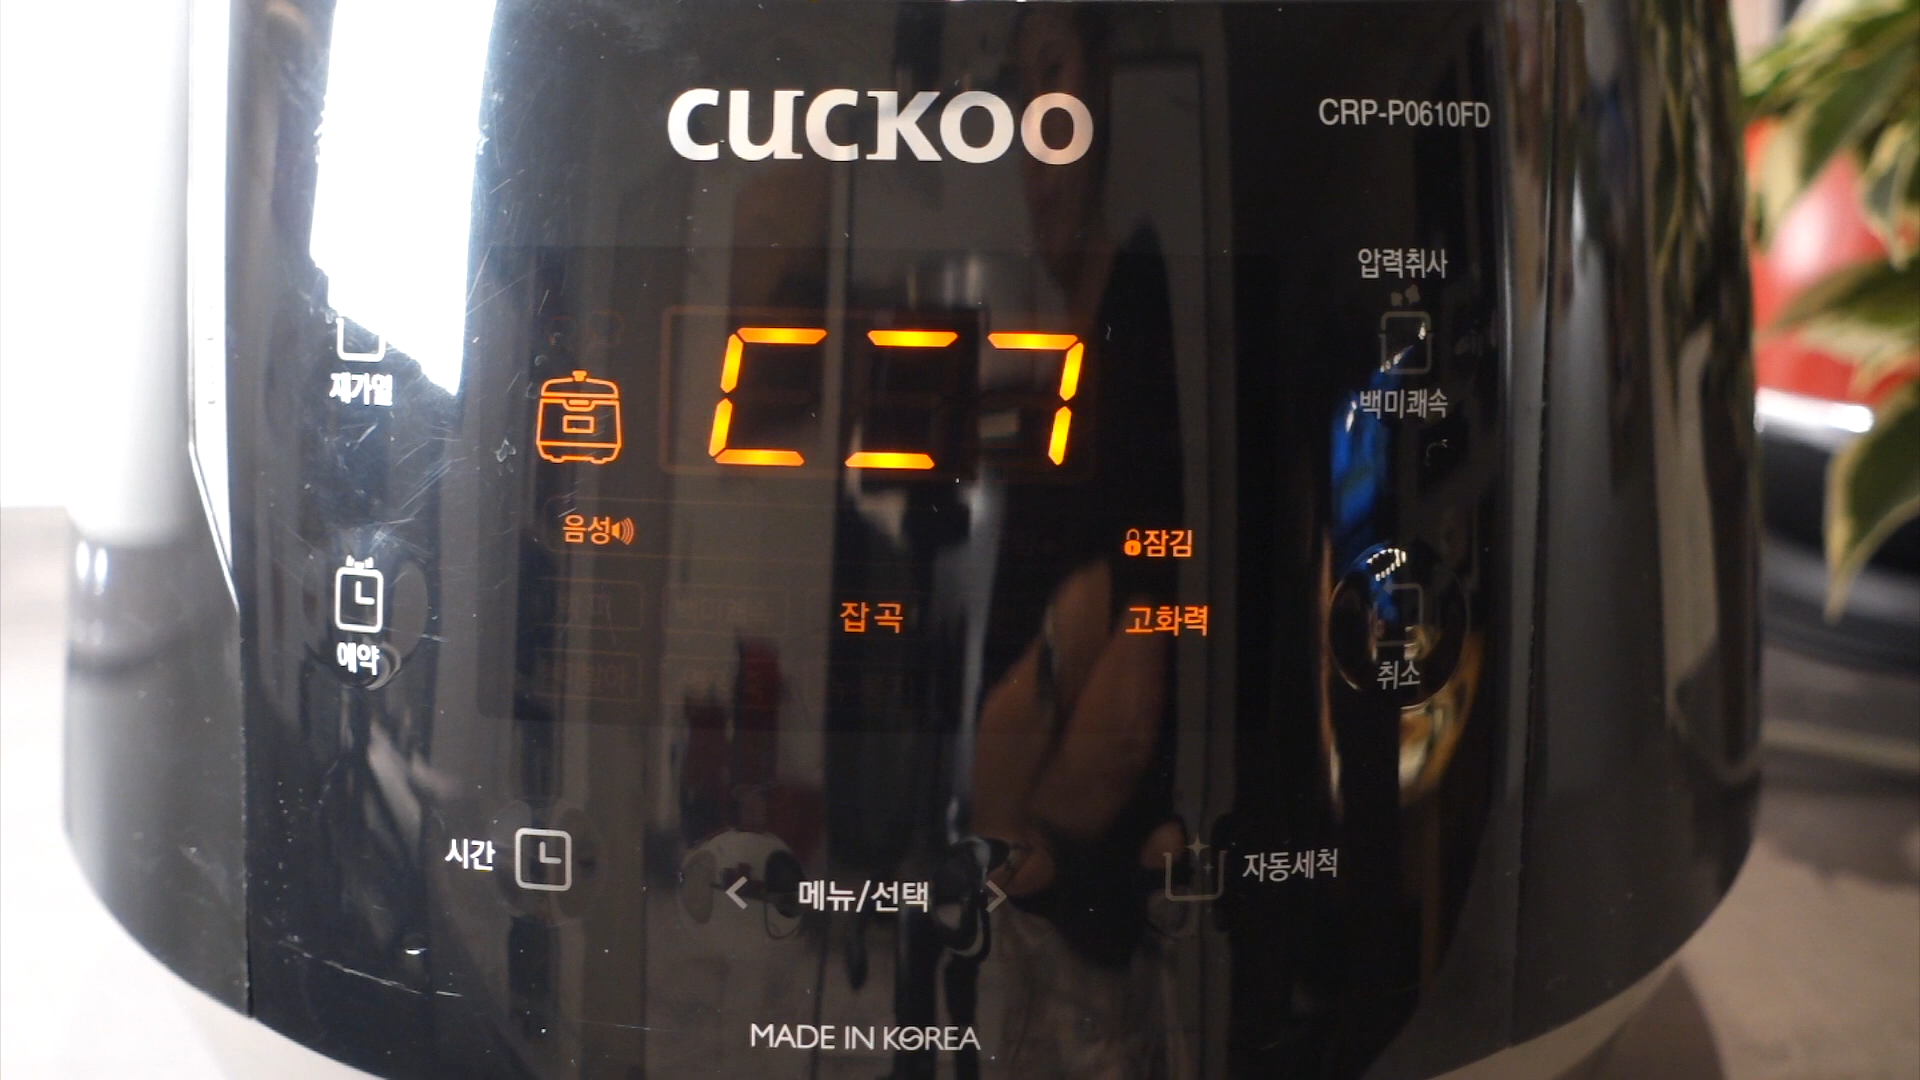 CUCKOO
CRP-P0610FD
압력취사
재가열
백미쾌속
음성
잠김
잡곡
고화력
예약
취소
시간
< 메뉴/선택 >
자동세척
MADE IN KOREA